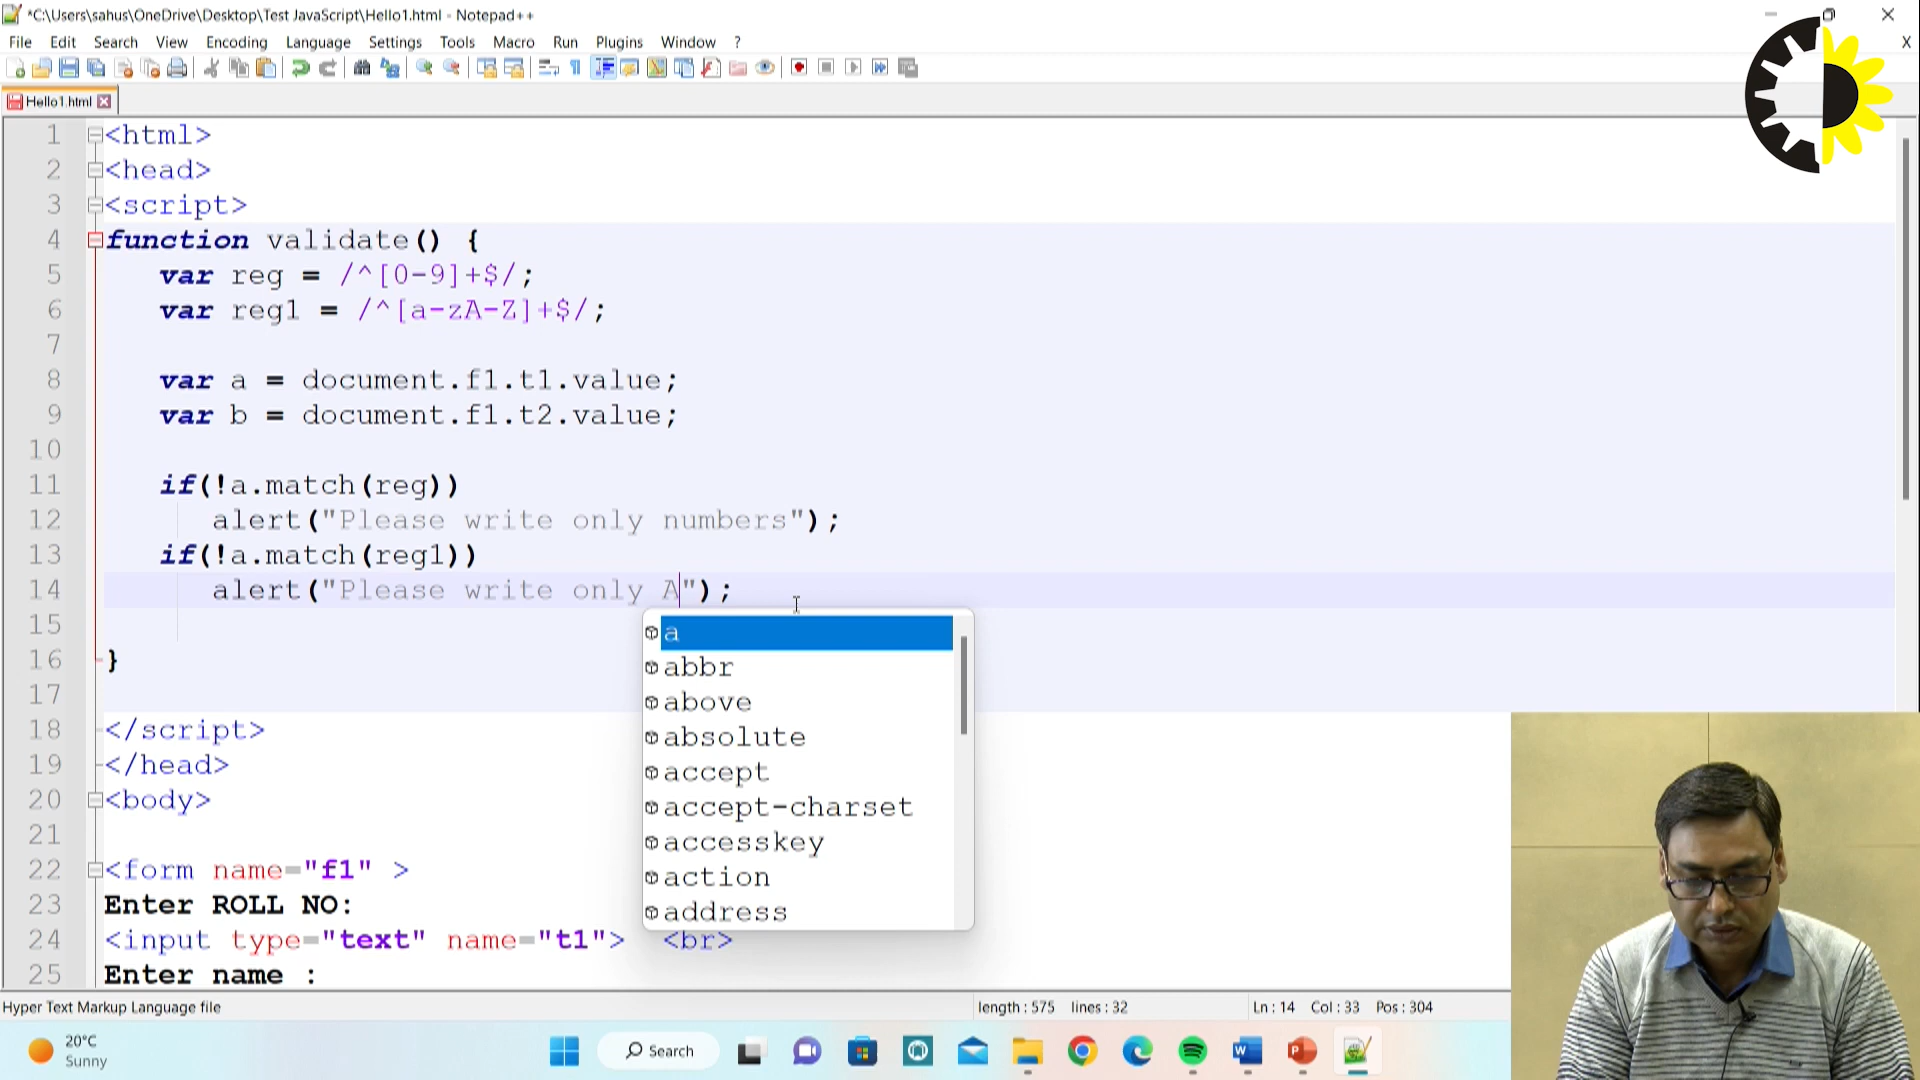 *C:\Users\sahus\OneDrive\Desktop\Test JavaScript\Hello1.html - Notepad++
File Edit Search View Encoding Language Settings Tools Macro Run Plugins Window ? X
Hello1.html
1 <html>
2 <head>
3 <script>
4 function validate() {
5 var reg = /^[0-9]+$/;
6 var reg1 = /^[a-zA-Z]+$/;
7
8 var a = document.f1.t1.value;
9 var b = document.f1.t2.value;
10
11 if(!a.match(reg))
12 alert("Please write only numbers");
13 if(!a.match(reg1))
14 alert("Please write only A");
15
16 }
17
18 </script>
19 </head>
20 <body>
21
22 <form name="f1" >
23 Enter ROLL NO:
24 <input type="text" name="t1"> <br>
25 Enter name :
a
abbr
above
absolute
accept
accept-charset
accesskey
action
address
Hyper Text Markup Language file length : 575 lines : 32 Ln : 14 Col : 33 Pos : 304
20°C
Sunny
Search